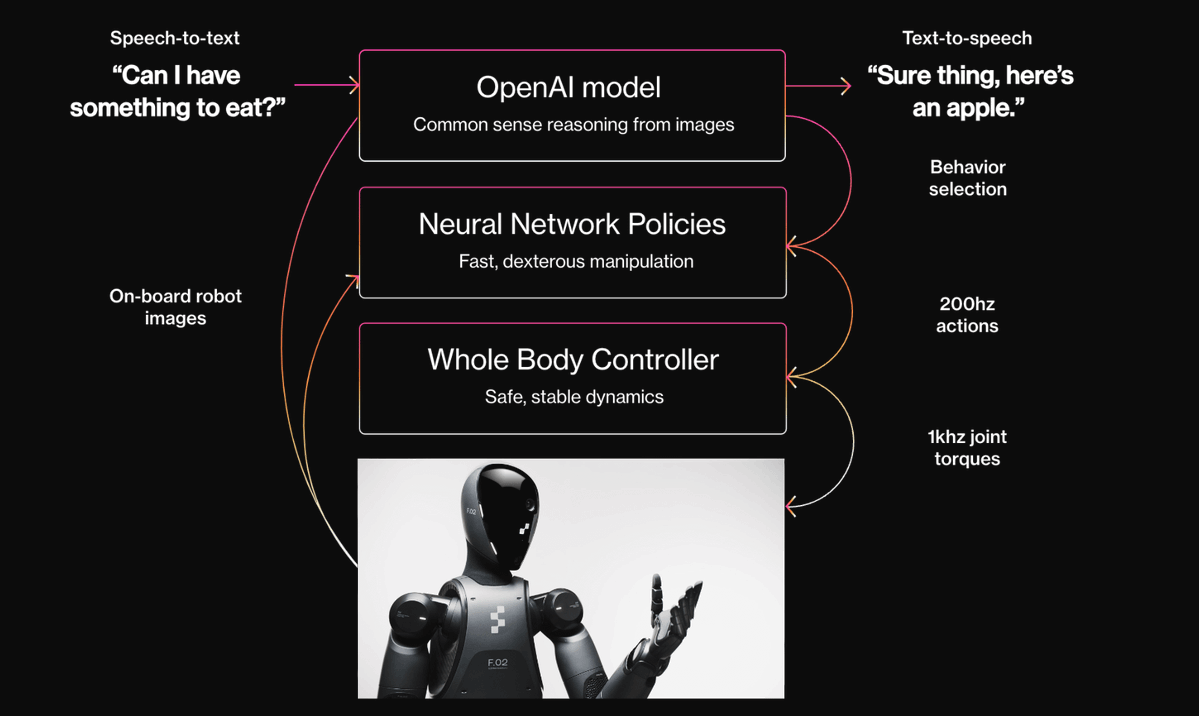 Speech-to-text
“Can I have
something to eat?”
OpenAI model
Common sense reasoning from images
Text-to-speech
“Sure thing, here’s
an apple.”
Behavior
selection
Neural Network Policies
Fast, dexterous manipulation
On-board robot
images
200hz
actions
Whole Body Controller
Safe, stable dynamics
1khz joint
torques
F.02
F.02